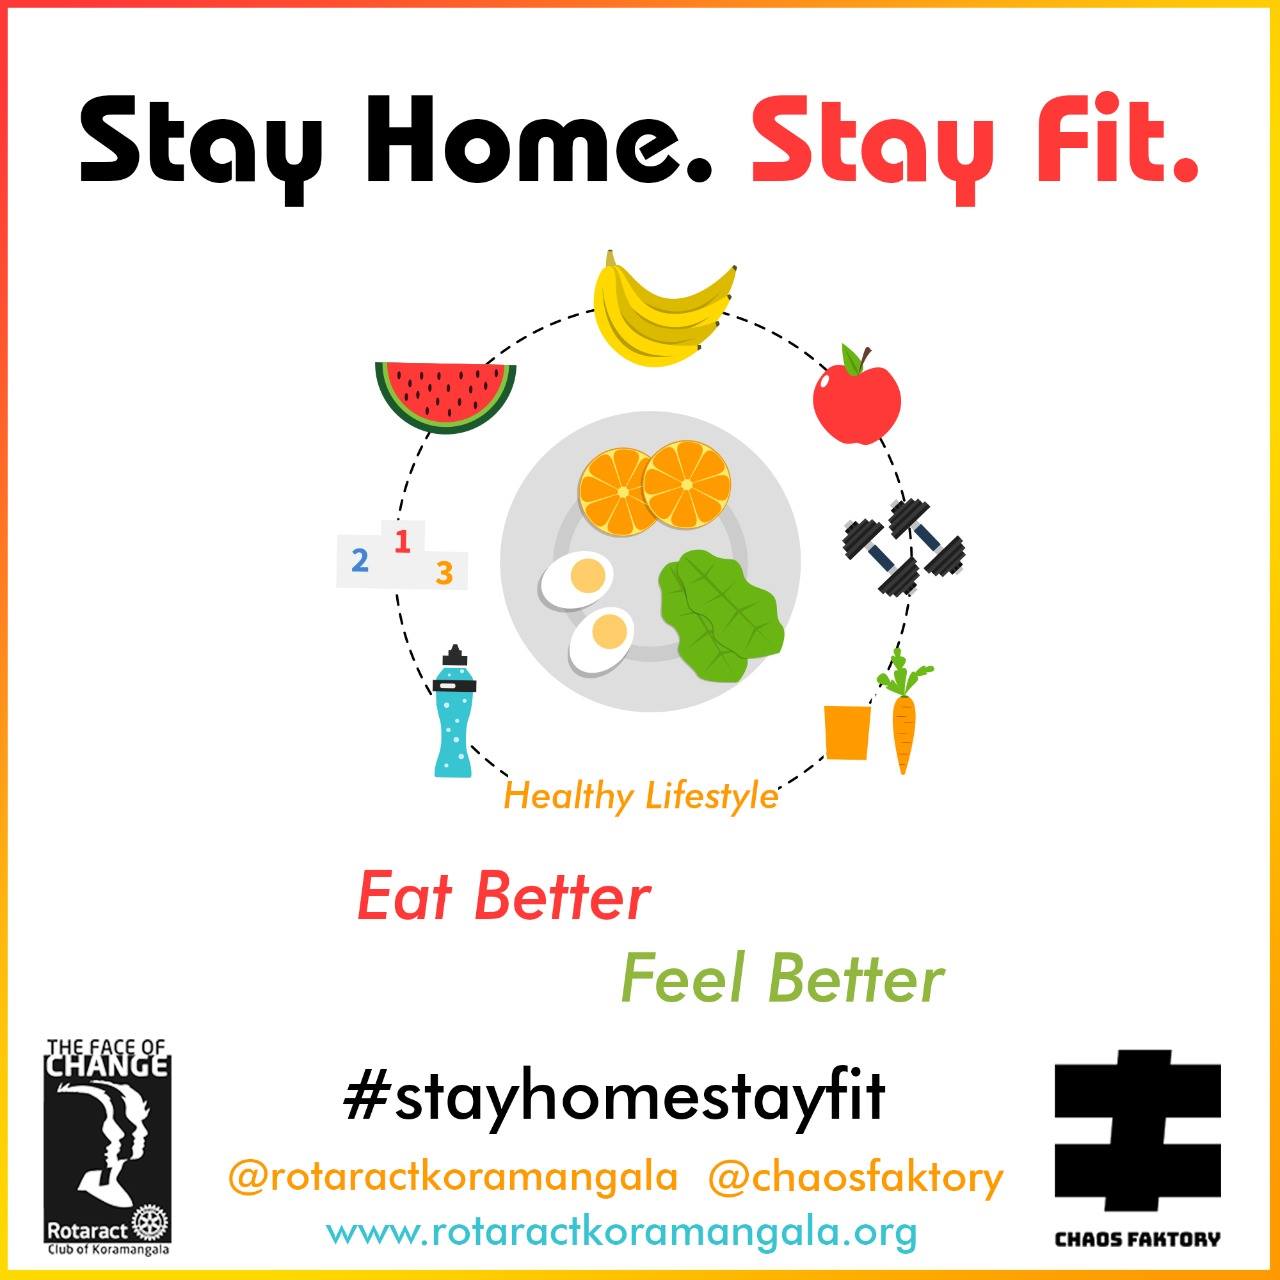 Stay Home. Stay Fit.
1
2
3
Healthy Lifestyle
Eat Better
Feel Better
THE FACE OF
CHANGE
#stayhomestayfit
@rotaractkoramangala @chaosfaktory
Rotaract
Club of Koramangala
www.rotaractkoramangala.org
CHAOS FAKTORY